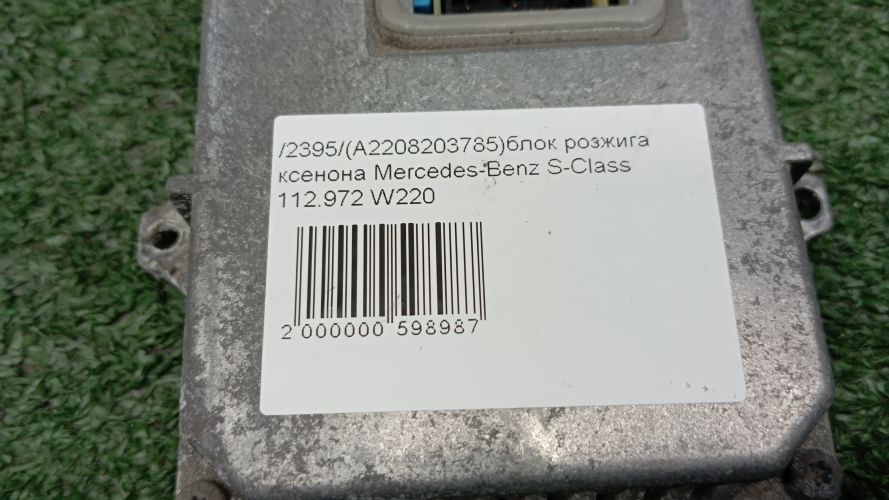 /2395/(A2208203785)блок розжига
ксенона Mercedes-Benz S-Class
112.972 W220
2 000000 598987